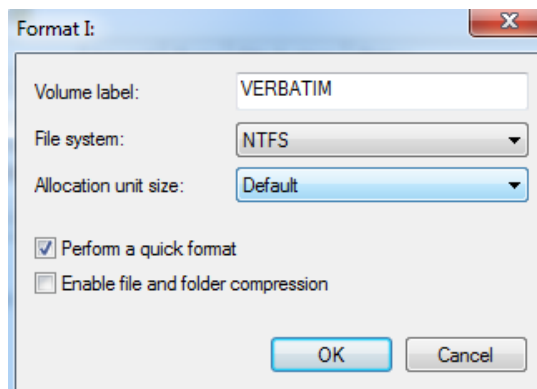 Format I:
Volume label: VERBATIM
File system: NTFS
Allocation unit size: Default
Perform a quick format
Enable file and folder compression
OK Cancel